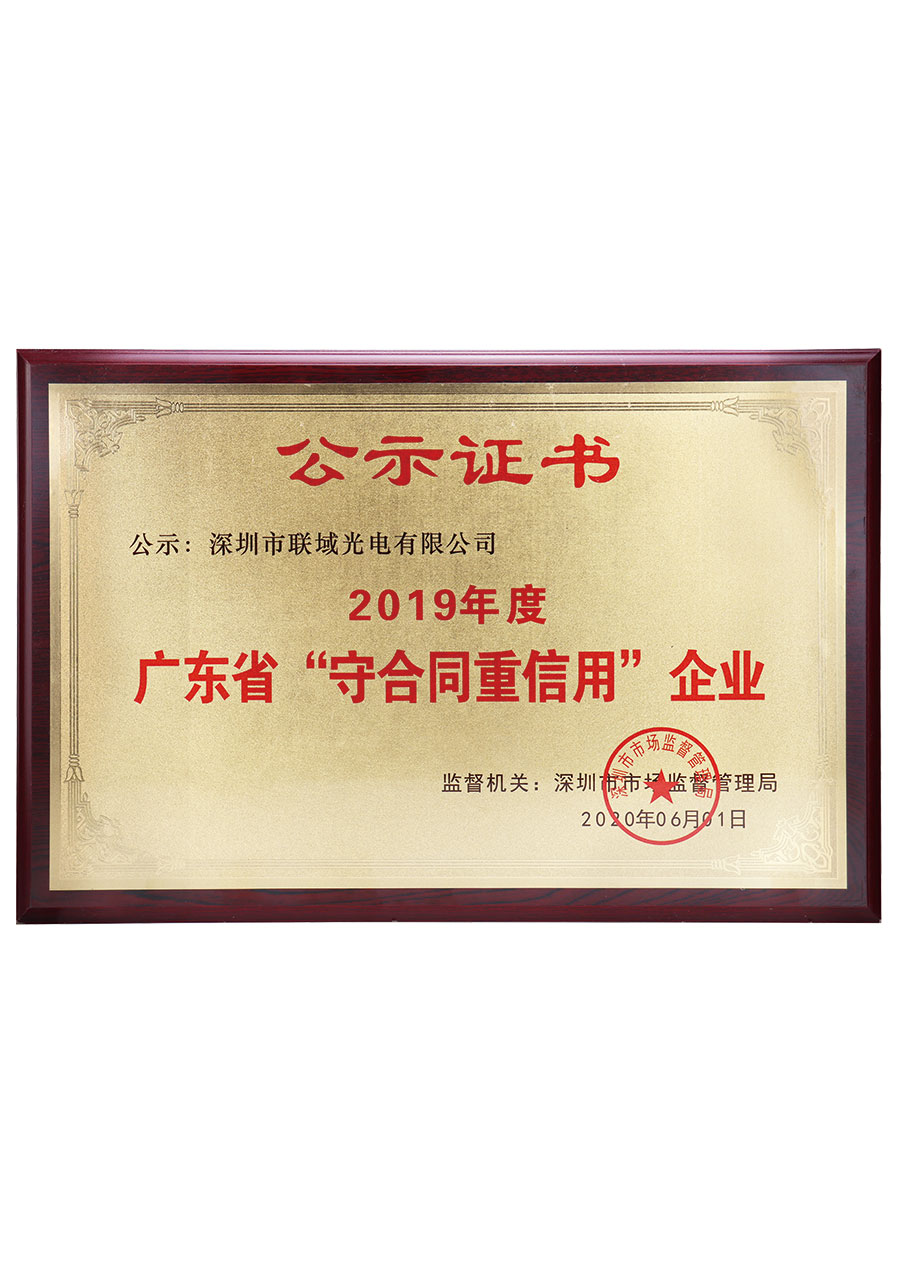 公示证书
公示：深圳市联域光电有限公司
2019年度
广东省“守合同重信用”企业
监督机关：深圳市市场监督管理局
2020年06月01日
深圳市市场监督管理局